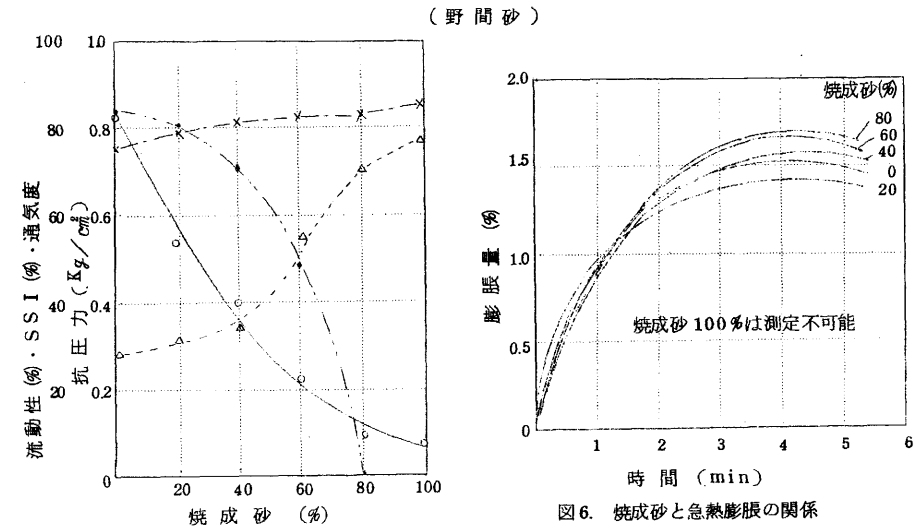 (野間砂)
流動性(%)・SSI(%)・通気度
抗圧力(Kg/cm²)
100 1.0
80 0.8
60 0.6
40 0.4
20 0.2
0
20 40 60 80 100
焼成砂 (%)
膨脹量 (%)
2.0
1.5
1.0
0.5
0
焼成砂(%)
80
60
40
0
20
焼成砂100%は測定不可能
1 2 3 4 5 6
時間 (min)
図6. 焼成砂と急熱膨脹の関係